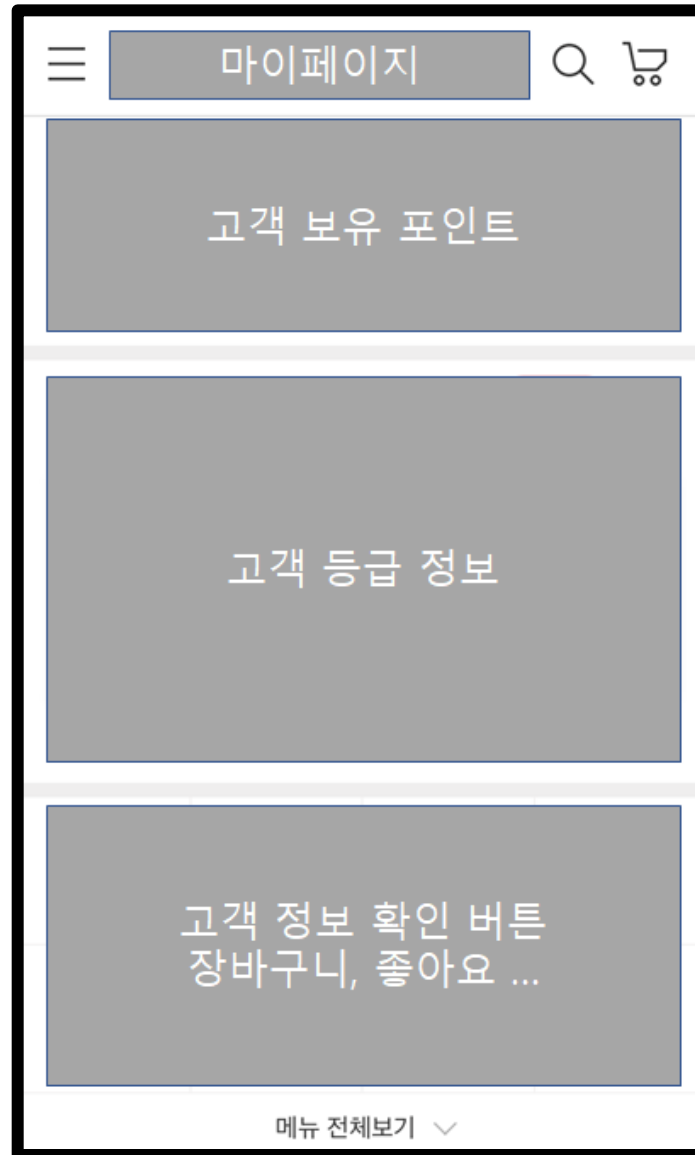 마이페이지
고객 보유 포인트
고객 등급 정보
고객 정보 확인 버튼
장바구니, 좋아요 ...
메뉴 전체보기